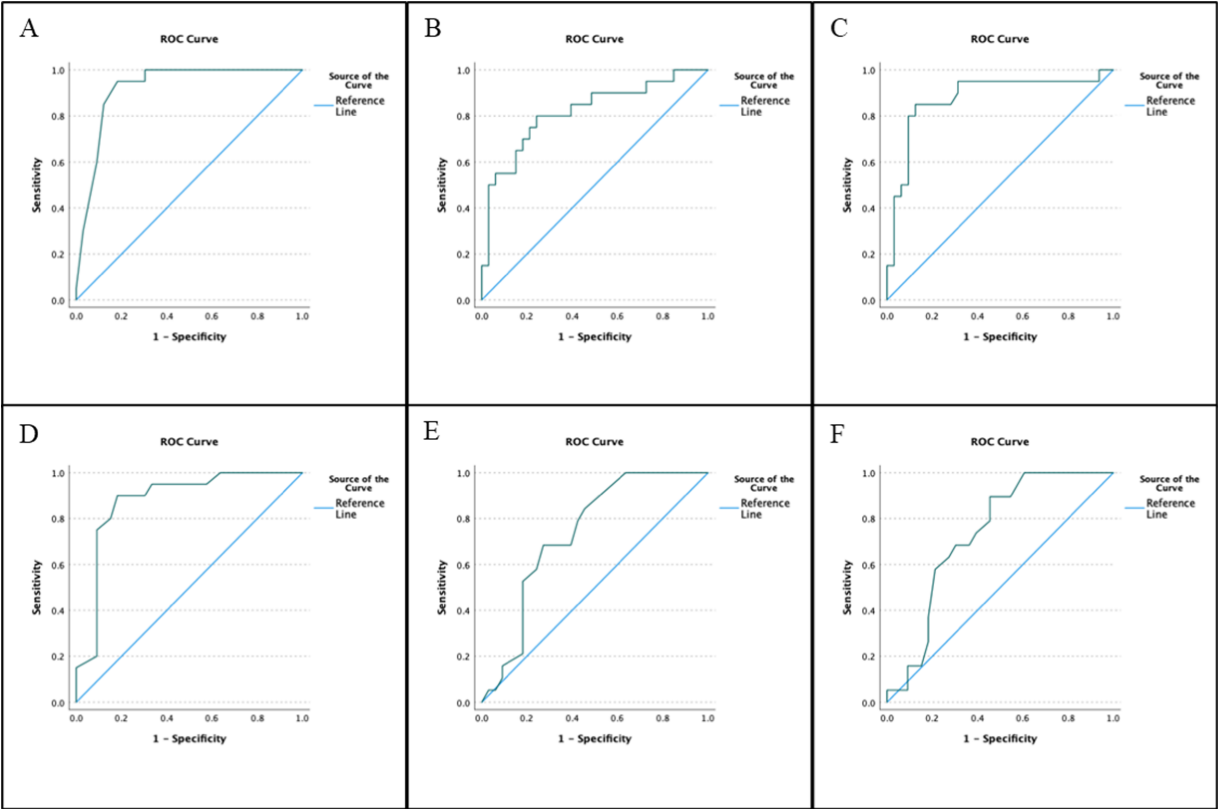 A
ROC Curve
1.0
0.8
0.6
0.4
0.2
0.0
Sensitivity
0.0 0.2 0.4 0.6 0.8 1.0
1 - Specificity
Source of the
Curve
Reference
Line
B
ROC Curve
1.0
0.8
0.6
0.4
0.2
0.0
Sensitivity
0.0 0.2 0.4 0.6 0.8 1.0
1 - Specificity
Source of the
Curve
Reference
Line
C
ROC Curve
1.0
0.8
0.6
0.4
0.2
0.0
Sensitivity
0.0 0.2 0.4 0.6 0.8 1.0
1 - Specificity
Source of the
Curve
Reference
Line
D
ROC Curve
1.0
0.8
0.6
0.4
0.2
0.0
Sensitivity
0.0 0.2 0.4 0.6 0.8 1.0
1 - Specificity
Source of the
Curve
Reference
Line
E
ROC Curve
1.0
0.8
0.6
0.4
0.2
0.0
Sensitivity
0.0 0.2 0.4 0.6 0.8 1.0
1 - Specificity
Source of the
Curve
Reference
Line
F
ROC Curve
1.0
0.8
0.6
0.4
0.2
0.0
Sensitivity
0.0 0.2 0.4 0.6 0.8 1.0
1 - Specificity
Source of the
Curve
Reference
Line